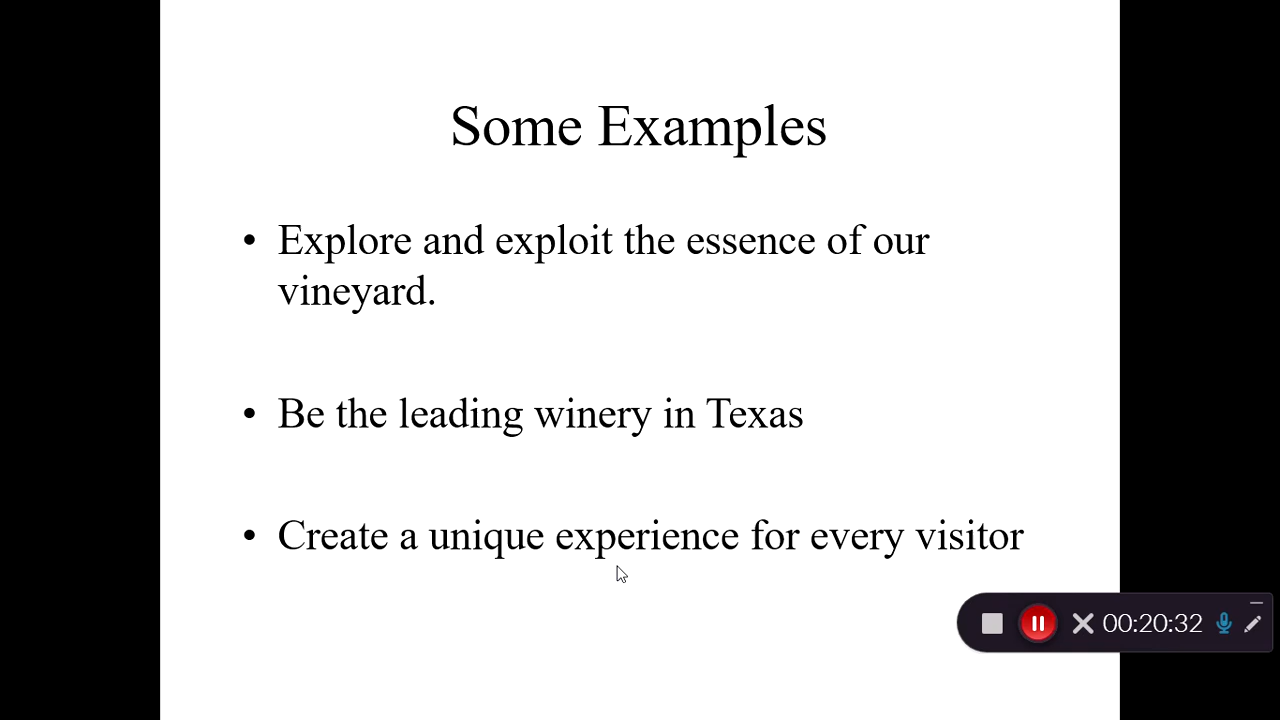 Some Examples
• Explore and exploit the essence of our
vineyard.
• Be the leading winery in Texas
• Create a unique experience for every visitor
00:20:32